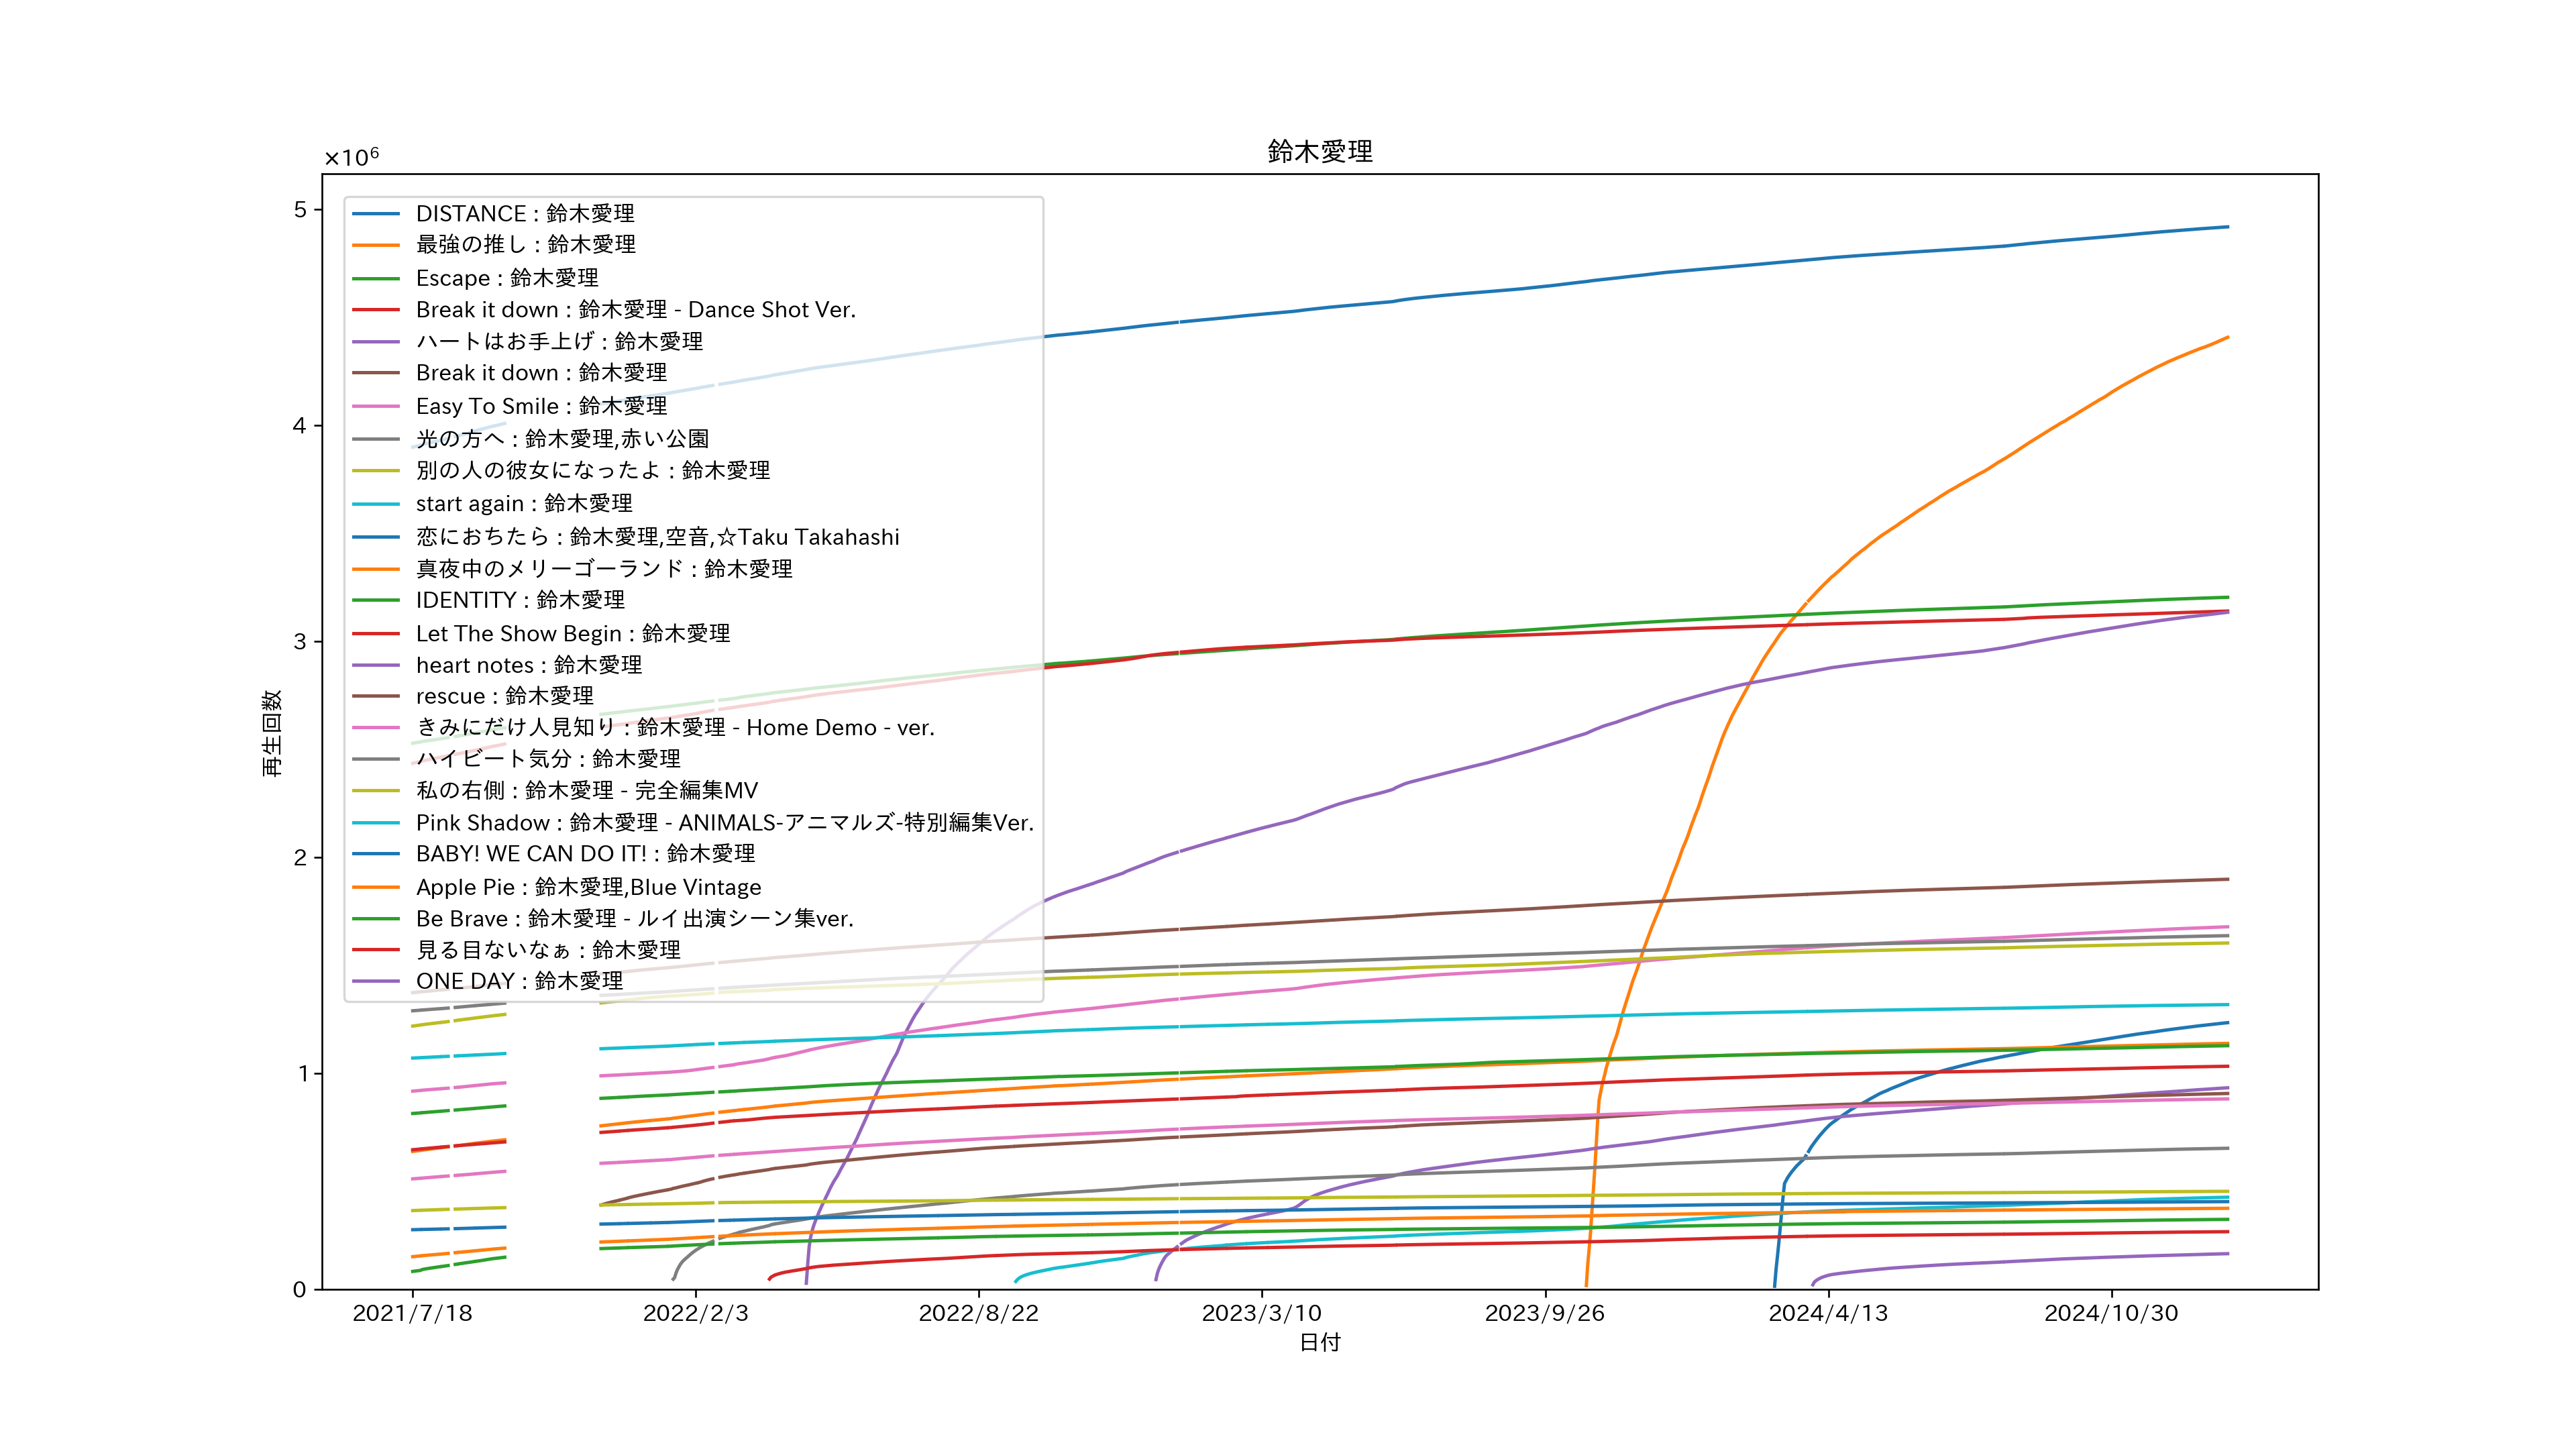 鈴木愛理
×10⁶
5
4
3
2
1
0
再生回数
DISTANCE : 鈴木愛理
最強の推し : 鈴木愛理
Escape : 鈴木愛理
Break it down : 鈴木愛理 - Dance Shot Ver.
ハートはお手上げ : 鈴木愛理
Break it down : 鈴木愛理
Easy To Smile : 鈴木愛理
光の方へ : 鈴木愛理,赤い公園
別の人の彼女になったよ : 鈴木愛理
start again : 鈴木愛理
恋におちたら : 鈴木愛理,空音,☆Taku Takahashi
真夜中のメリーゴーランド : 鈴木愛理
IDENTITY : 鈴木愛理
Let The Show Begin : 鈴木愛理
heart notes : 鈴木愛理
rescue : 鈴木愛理
きみにだけ人見知り : 鈴木愛理 - Home Demo - ver.
ハイビート気分 : 鈴木愛理
私の右側 : 鈴木愛理 - 完全編集MV
Pink Shadow : 鈴木愛理 - ANIMALS-アニマルズ-特別編集Ver.
BABY! WE CAN DO IT! : 鈴木愛理
Apple Pie : 鈴木愛理,Blue Vintage
Be Brave : 鈴木愛理 - ルイ出演シーン集ver.
見る目ないなぁ : 鈴木愛理
ONE DAY : 鈴木愛理
2021/7/18
2022/2/3
2022/8/22
2023/3/10
2023/9/26
2024/4/13
2024/10/30
日付